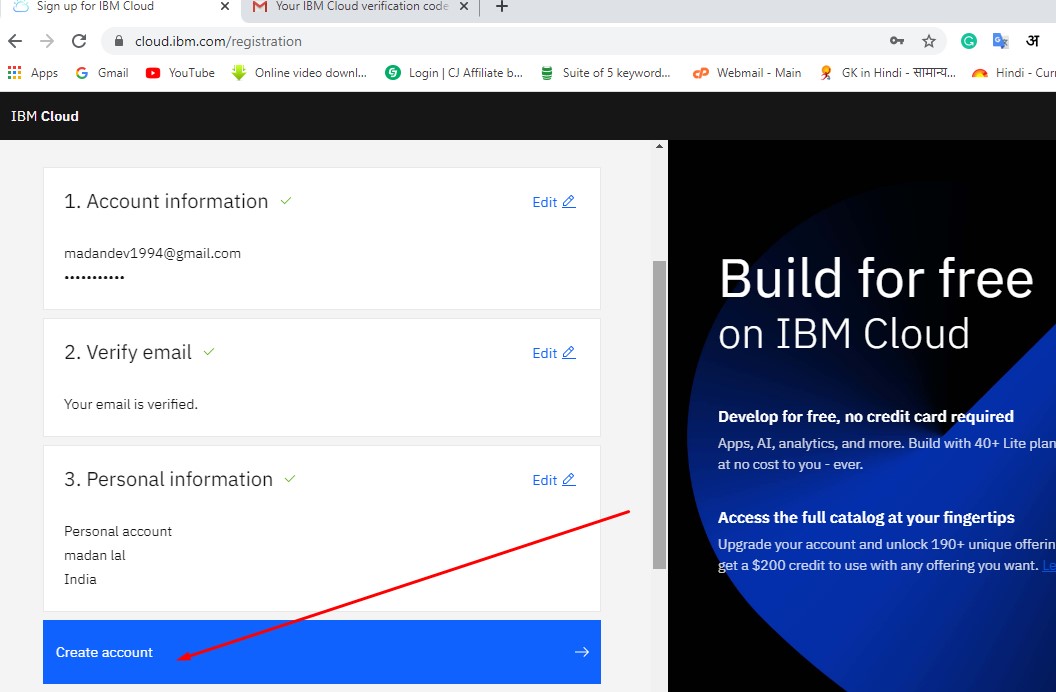 Sign up for IBM Cloud
Your IBM Cloud verification code
cloud.ibm.com/registration
अ
Apps
Gmail
YouTube
Online video downl...
Login | CJ Affiliate b...
Suite of 5 keyword...
cP Webmail - Main
GK in Hindi - सामान्य...
Hindi - Curr
IBM Cloud
1. Account information
Edit
madandev1994@gmail.com
•••••••••••
2. Verify email
Edit
Your email is verified.
3. Personal information
Edit
Personal account
madan lal
India
Create account
Build for free
on IBM Cloud
Develop for free, no credit card required
Apps, AI, analytics, and more. Build with 40+ Lite plan
at no cost to you - ever.
Access the full catalog at your fingertips
Upgrade your account and unlock 190+ unique offerin
get a $200 credit to use with any offering you want. Le